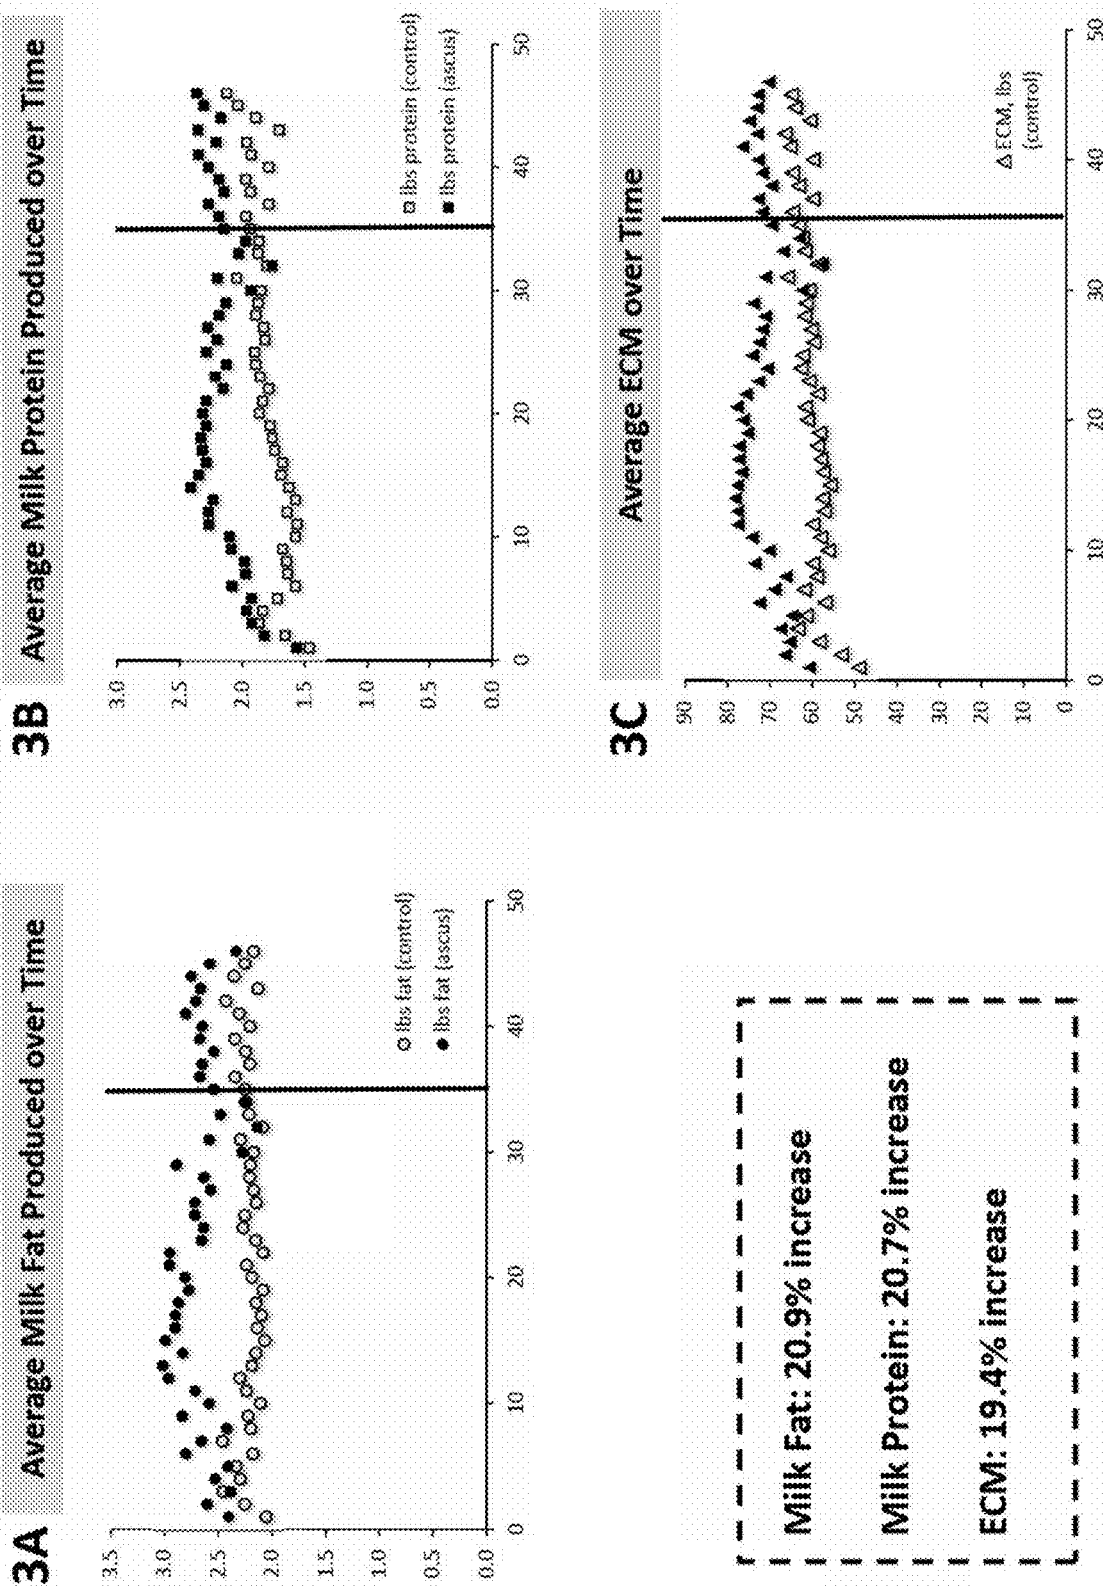 3A Average Milk Fat Produced over Time
3.5
3.0
2.5
2.0
1.5
1.0
0.5
0.0
0 10 20 30 40 50
lbs fat (control)
lbs fat (ascus)
3B Average Milk Protein Produced over Time
3.0
2.5
2.0
1.5
1.0
0.5
0.0
0 10 20 30 40 50
lbs protein (control)
lbs protein (ascus)
Milk Fat: 20.9% increase
Milk Protein: 20.7% increase
ECM: 19.4% increase
3C Average ECM over Time
90
80
70
60
50
40
30
20
10
0
0 10 20 30 40 50
ECM, lbs
(control)